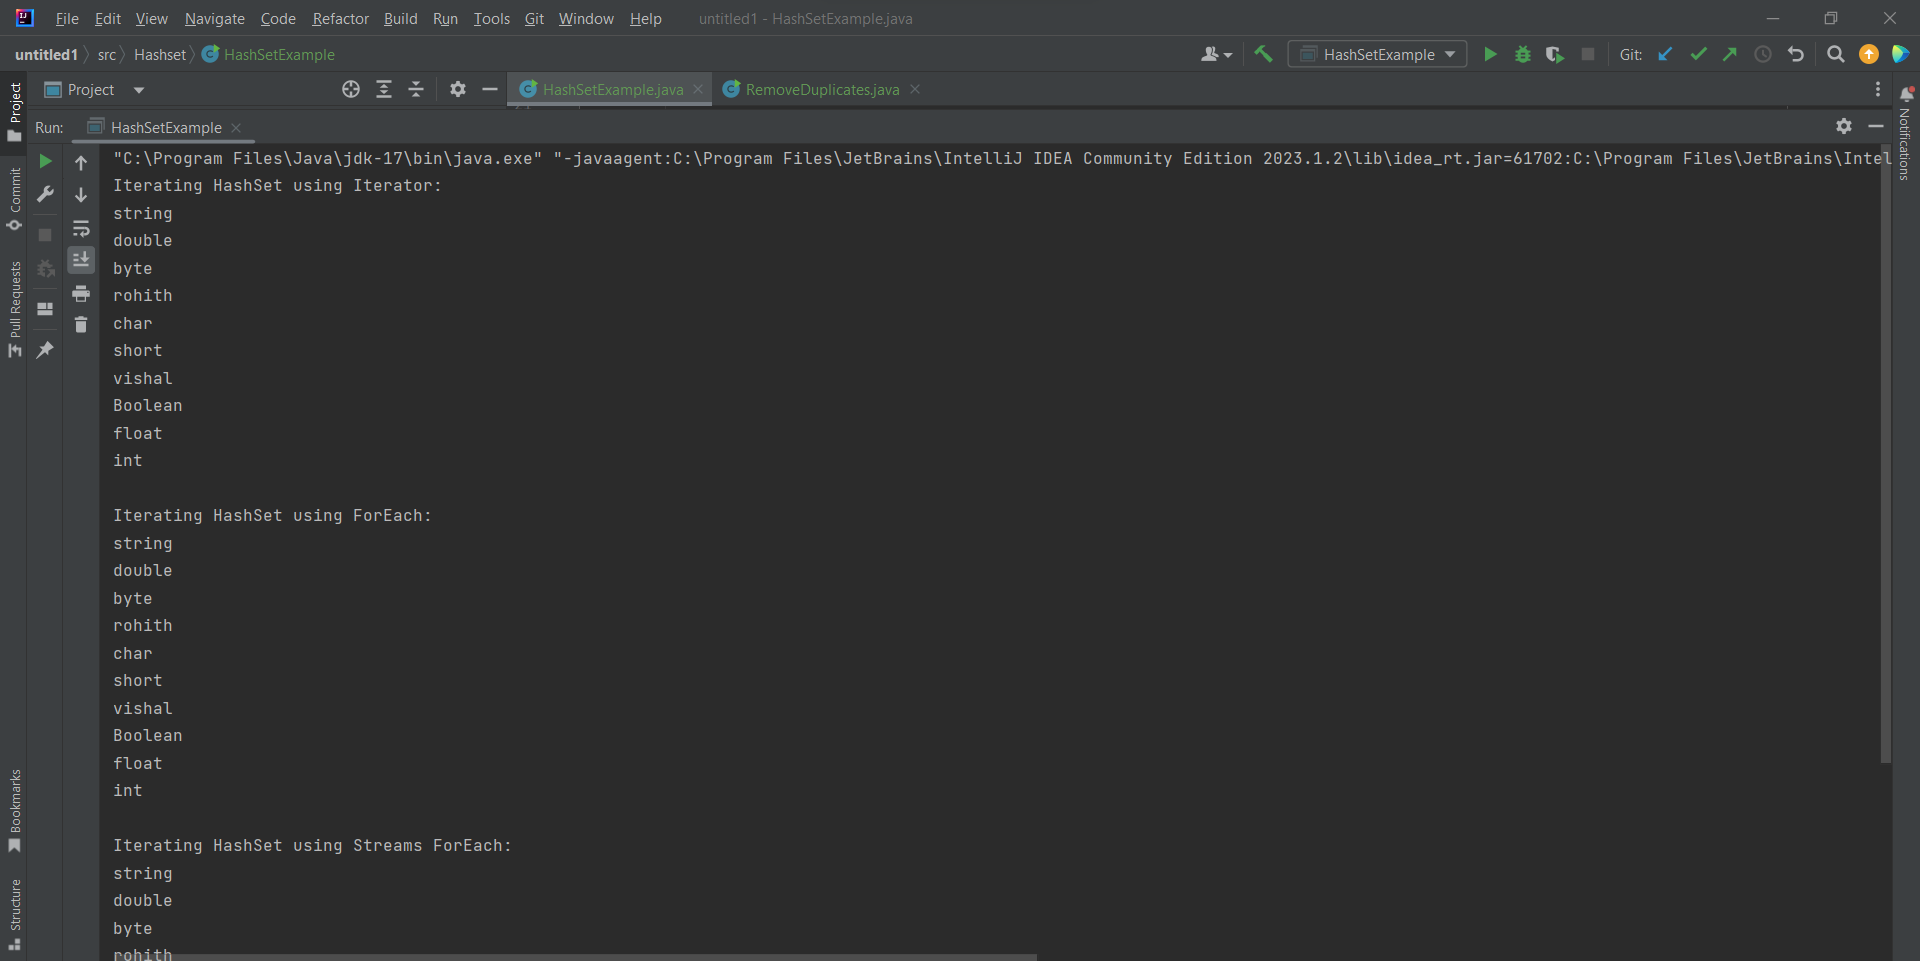 File Edit View Navigate Code Refactor Build Run Tools Git Window Help untitled1 - HashSetExample.java
untitled1 src Hashset HashSetExample HashSetExample Git:
Project HashSetExample.java RemoveDuplicates.java
Run: HashSetExample
"C:\Program Files\Java\jdk-17\bin\java.exe" "-javaagent:C:\Program Files\JetBrains\IntelliJ IDEA Community Edition 2023.1.2\lib\idea_rt.jar=61702:C:\Program Files\JetBrains\Intel
Iterating HashSet using Iterator:
string
double
byte
rohith
char
short
vishal
Boolean
float
int
Iterating HashSet using ForEach:
string
double
byte
rohith
char
short
vishal
Boolean
float
int
Iterating HashSet using Streams ForEach:
string
double
byte
rohith
Project
Commit
Pull Requests
Bookmarks
Structure
Notifications